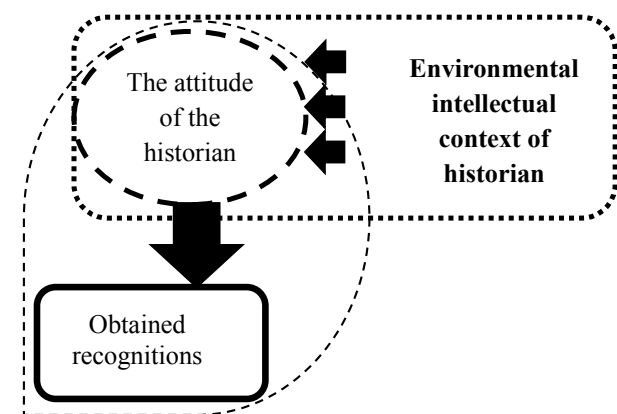 The attitude
of the
historian
Environmental
intellectual
context of
historian
Obtained
recognitions